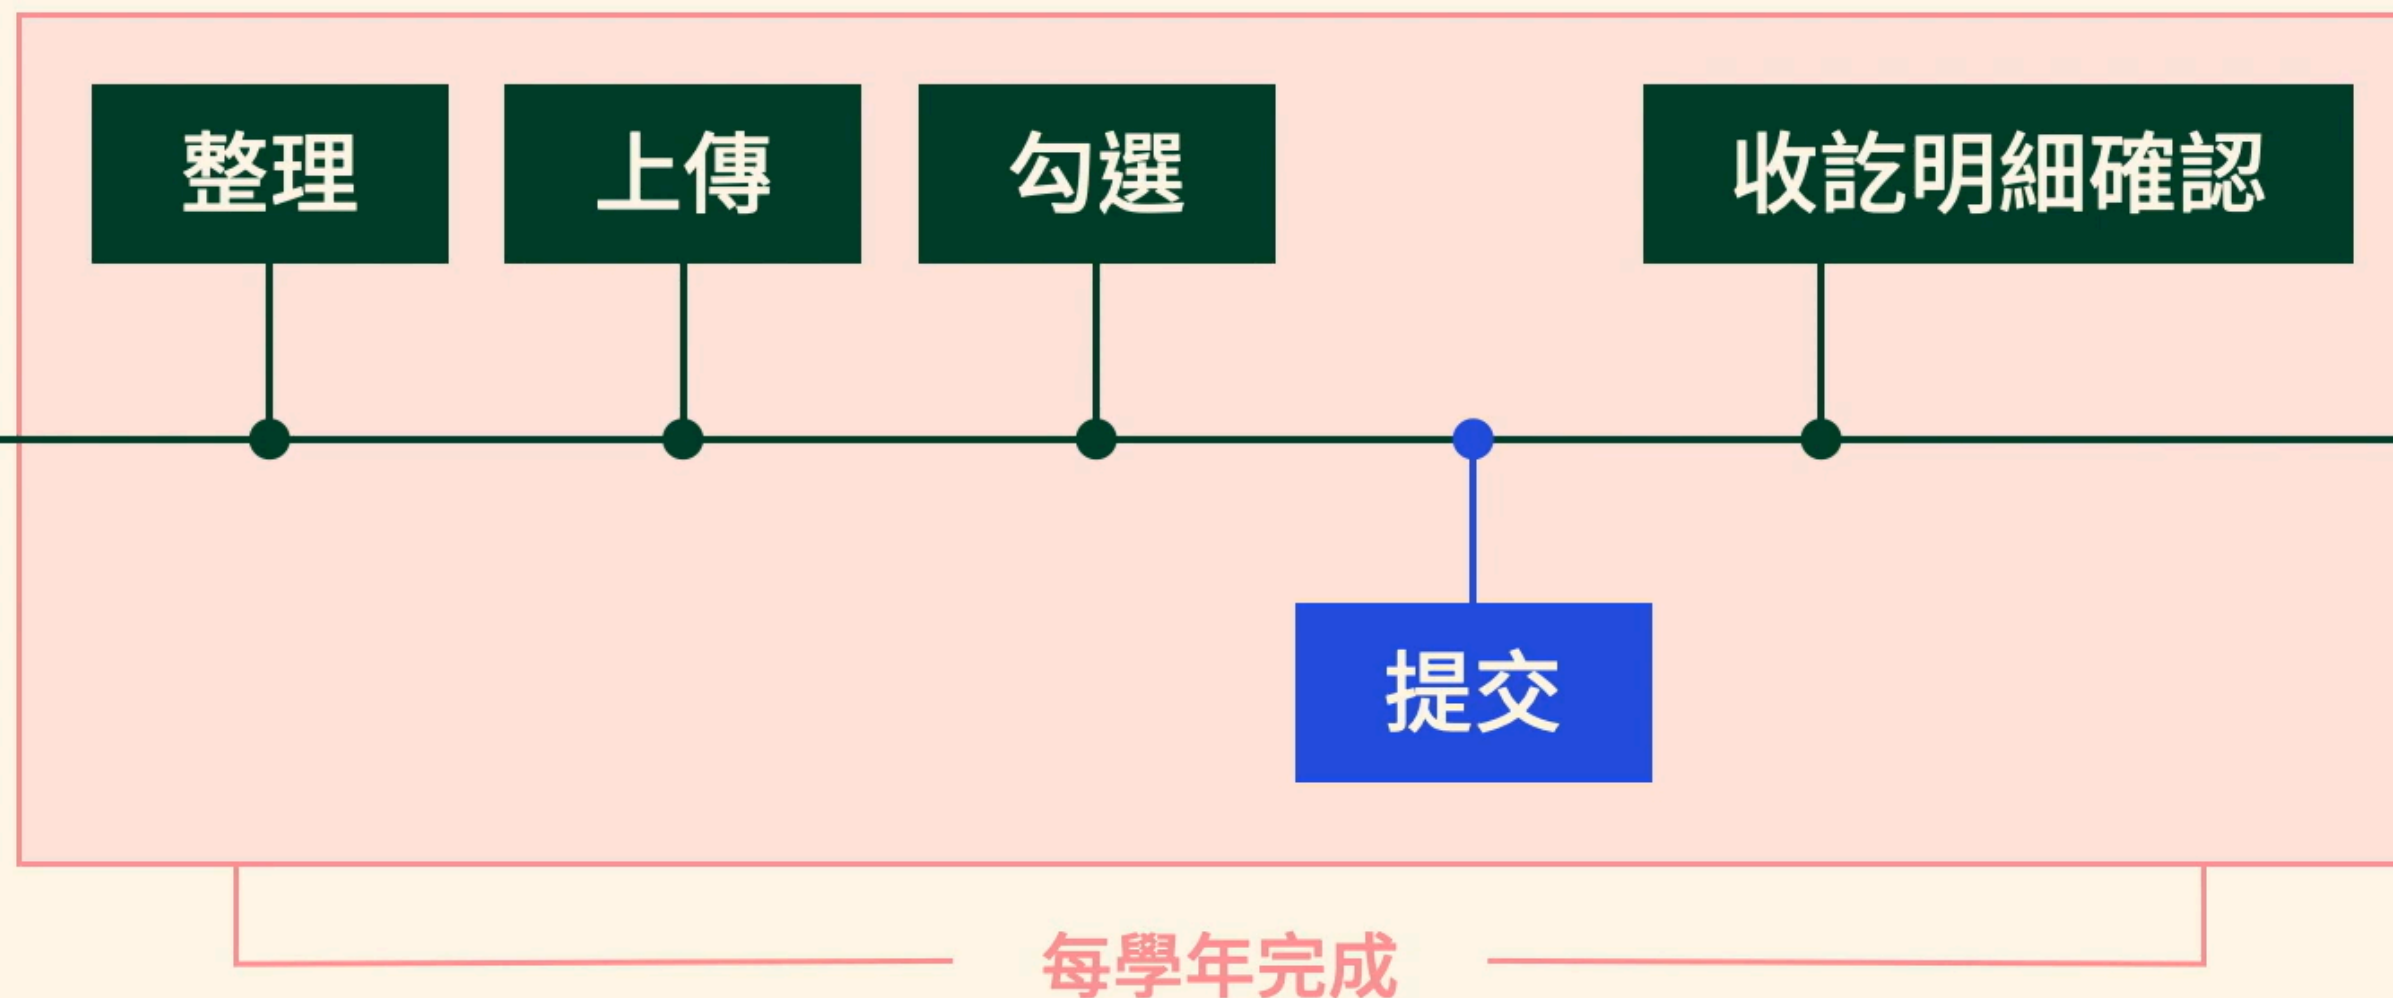 整理
上傳
勾選
收訖明細確認
提交
每學年完成